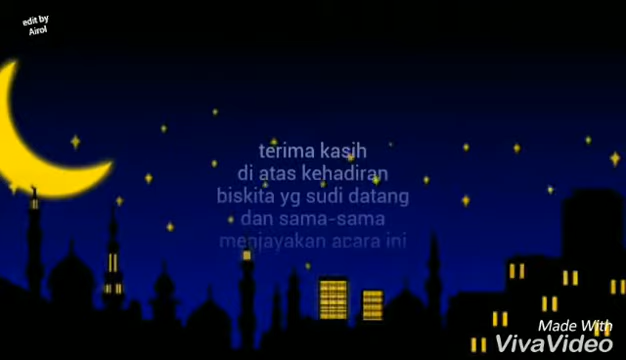 edit by
Airol
terima kasih
di atas kehadiran
biskita yg sudi datang
dan sama-sama
menjayakan acara ini
Made With
VivaVideo